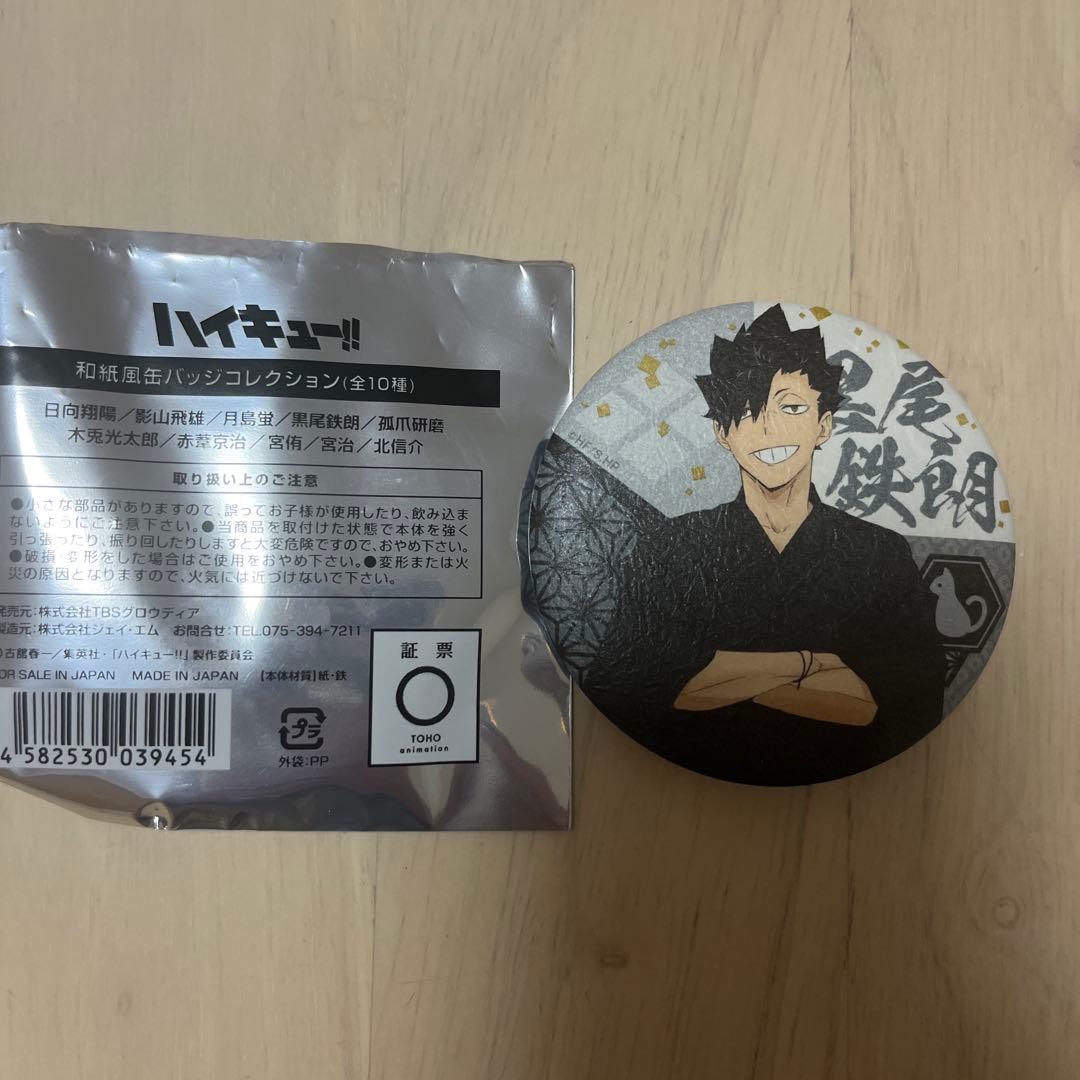 ハイキュー!!
和紙風缶バッジコレクション(全10種)
日向翔陽／影山飛雄／月島蛍／黒尾鉄朗／孤爪研磨
木兎光太郎／赤葦京治／宮侑／宮治／北信介
取り扱い上のご注意
●小さな部品がありますので、誤ってお子様が使用したり、飲み込ま
ないようにご注意下さい。●当商品を取付けた状態で本体を強く
引っ張ったり、振り回したりしますと大変危険ですので、おやめ下さい。
●破損・変形をした場合はご使用をおやめ下さい。●変形または火
災の原因となりますので、火気には近づけないで下さい。
発売元:株式会社TBSグロウディア
製造元:株式会社ジェイ・エム お問合せ:TEL.075-394-7211
古舘春一／集英社・「ハイキュー!!」製作委員会
FOR SALE IN JAPAN MADE IN JAPAN 【本体材質】紙・鉄
4 582530 039454
プラ
外袋:PP
証票
TOHO
animation
©HF/S,HP
黒尾
鉄朗